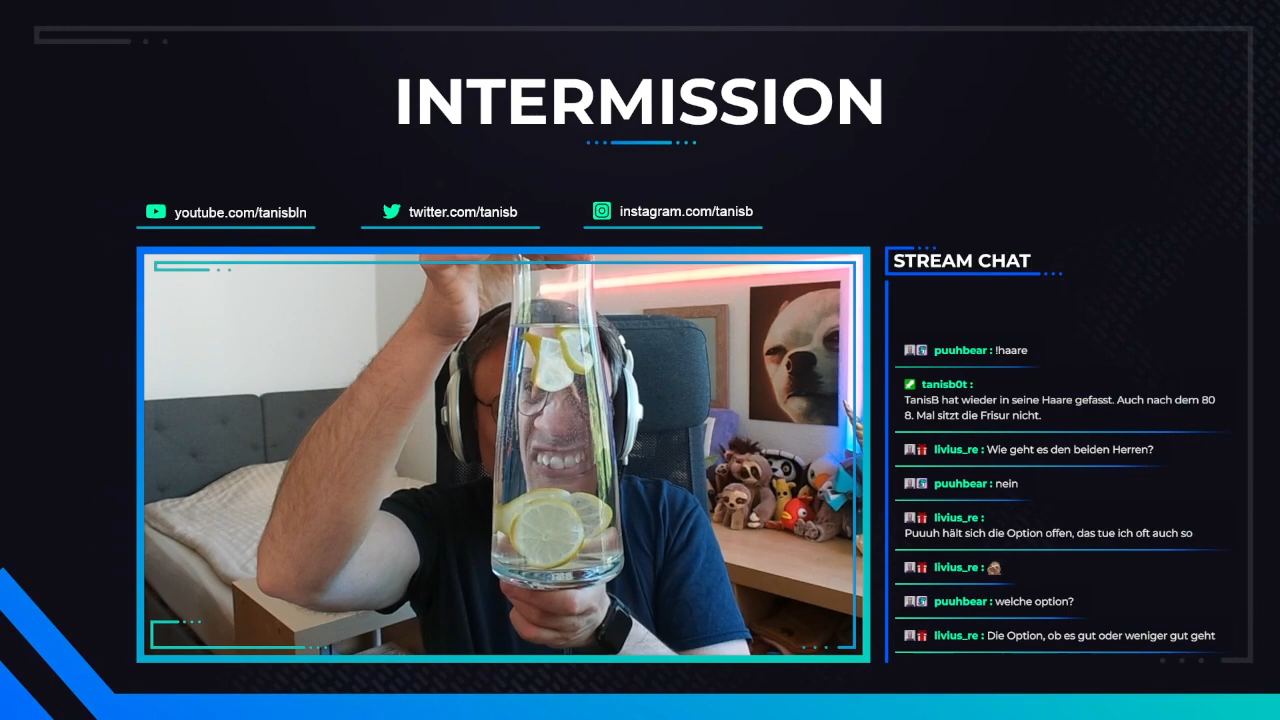 INTERMISSION
youtube.com/tanisbln
twitter.com/tanisb
instagram.com/tanisb
STREAM CHAT
puuhbear : !haare
tanisb0t :
TanisB hat wieder in seine Haare gefasst. Auch nach dem 80
8. Mal sitzt die Frisur nicht.
livius_re : Wie geht es den beiden Herren?
puuhbear : nein
livius_re :
Puuuh hält sich die Option offen, das tue ich oft auch so
livius_re :
puuhbear : welche option?
livius_re : Die Option, ob es gut oder weniger gut geht